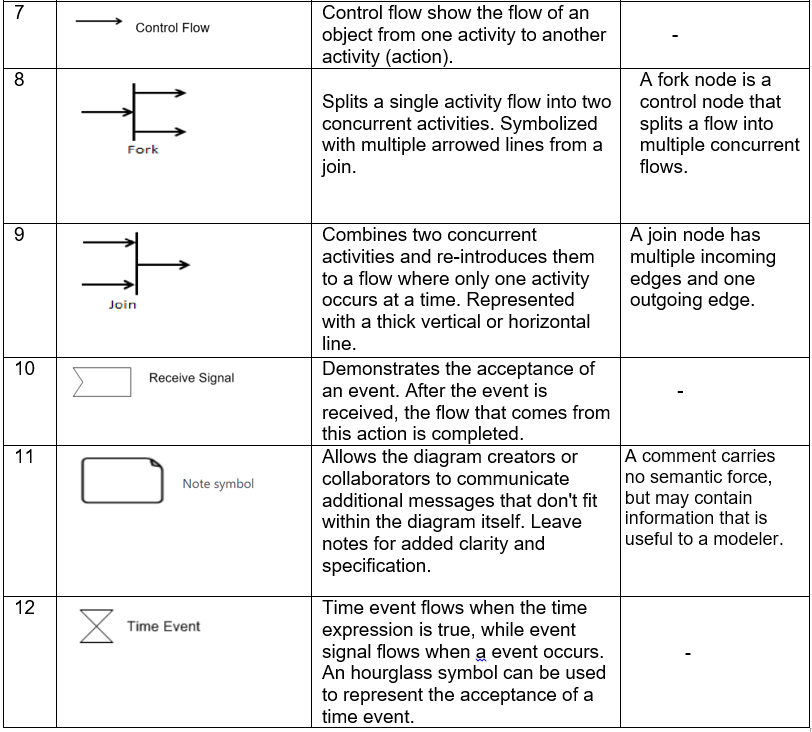 7
Control Flow
Control flow show the flow of an
object from one activity to another
activity (action).
-
8
Fork
Splits a single activity flow into two
concurrent activities. Symbolized
with multiple arrowed lines from a
join.
A fork node is a
control node that
splits a flow into
multiple concurrent
flows.
9
Join
Combines two concurrent
activities and re-introduces them
to a flow where only one activity
occurs at a time. Represented
with a thick vertical or horizontal
line.
A join node has
multiple incoming
edges and one
outgoing edge.
10
Receive Signal
Demonstrates the acceptance of
an event. After the event is
received, the flow that comes from
this action is completed.
-
11
Note symbol
Allows the diagram creators or
collaborators to communicate
additional messages that don't fit
within the diagram itself. Leave
notes for added clarity and
specification.
A comment carries
no semantic force,
but may contain
information that is
useful to a modeler.
12
Time Event
Time event flows when the time
expression is true, while event
signal flows when a event occurs.
An hourglass symbol can be used
to represent the acceptance of a
time event.
-